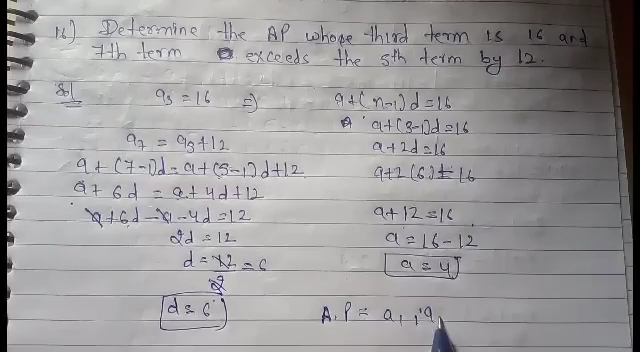 16) Determine the AP whose third term is 16 and
7th term exceeds the 5th term by 12.
Sol
a₃ = 16 ⇒ a+(n-1)d=16
a+(3-1)d=16
a₇ = a₅+12
a+2d=16
a+(7-1)d=a+(5-1)d+12
a+2(6)=16
a+6d = a+4d+12
a+6d-a-4d=12
a+12=16
2d=12
a=16-12
d=12/2=6
a=4
d=6
A.P = a, , a